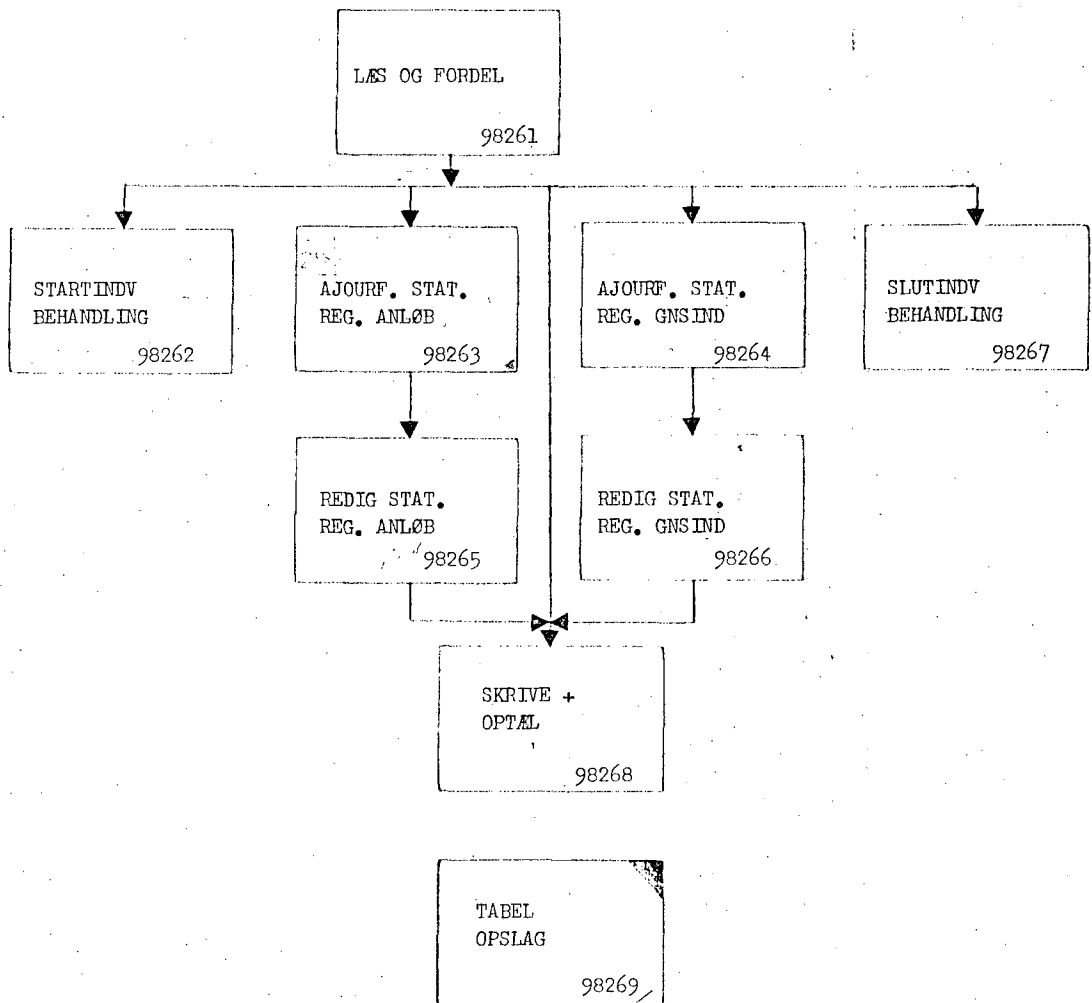 LÆS OG FORDEL
98261
STARTINDV
BEHANDLING
98262
AJOURF. STAT.
REG. ANLØB
98263
AJOURF. STAT.
REG. GNSIND
98264
SLUTINDV
BEHANDLING
98267
REDIG STAT.
REG. ANLØB
98265
REDIG STAT.
REG. GNSIND
98266
SKRIVE +
OPTÆL
98268
TABEL
OPSLAG
98269